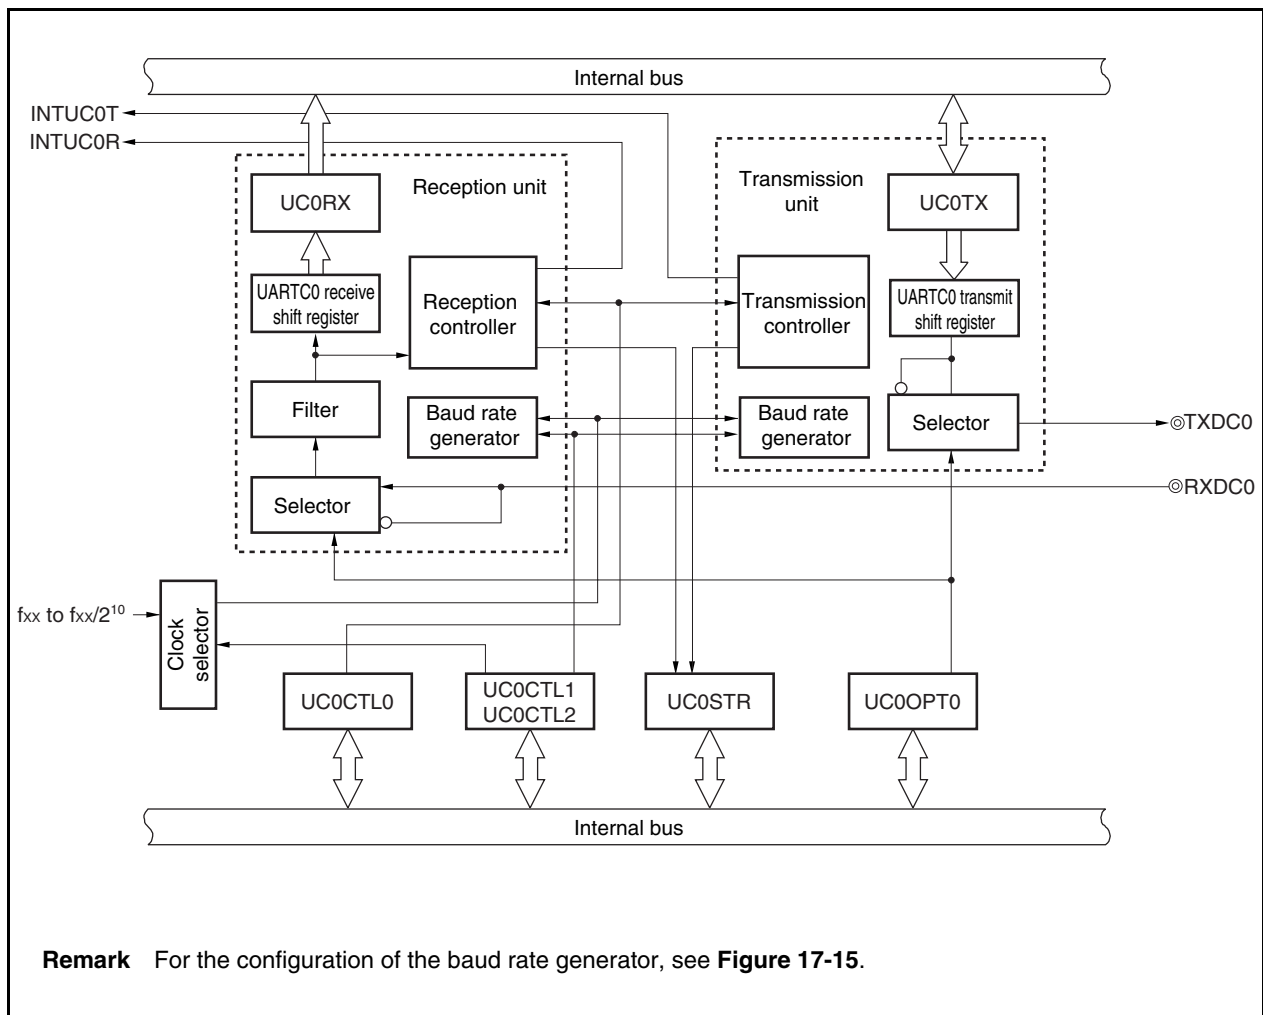 Internal bus
INTUC0T
INTUC0R
Reception unit
UC0RX
UARTC0 receive
shift register
Reception
controller
Filter
Baud rate
generator
Selector
Transmission
unit
UC0TX
Transmission
controller
UARTC0 transmit
shift register
Baud rate
generator
Selector
TXDC0
RXDC0
fxx to fxx/2¹⁰
Clock
selector
UC0CTL0
UC0CTL1
UC0CTL2
UC0STR
UC0OPT0
Internal bus
Remark For the configuration of the baud rate generator, see Figure 17-15.